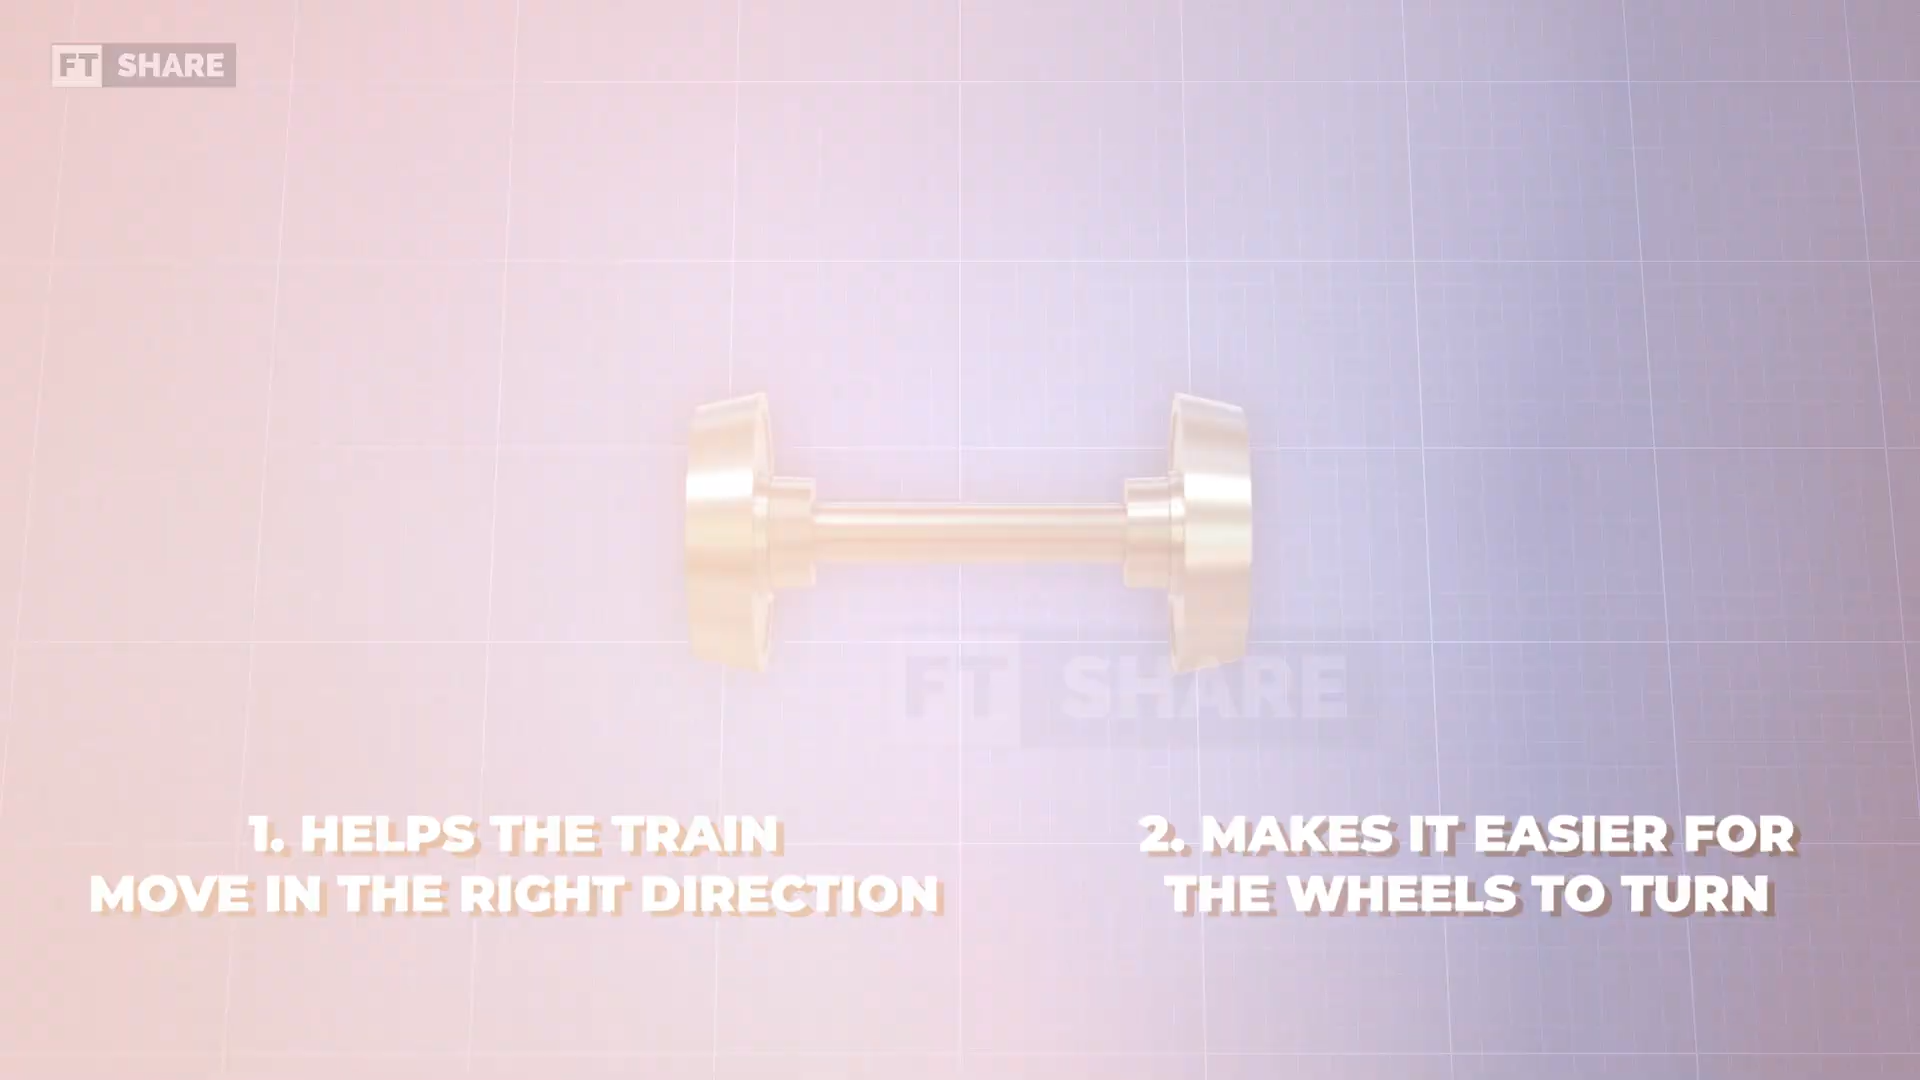 FT SHARE
1. HELPS THE TRAIN
MOVE IN THE RIGHT DIRECTION
2. MAKES IT EASIER FOR
THE WHEELS TO TURN
FT SHARE